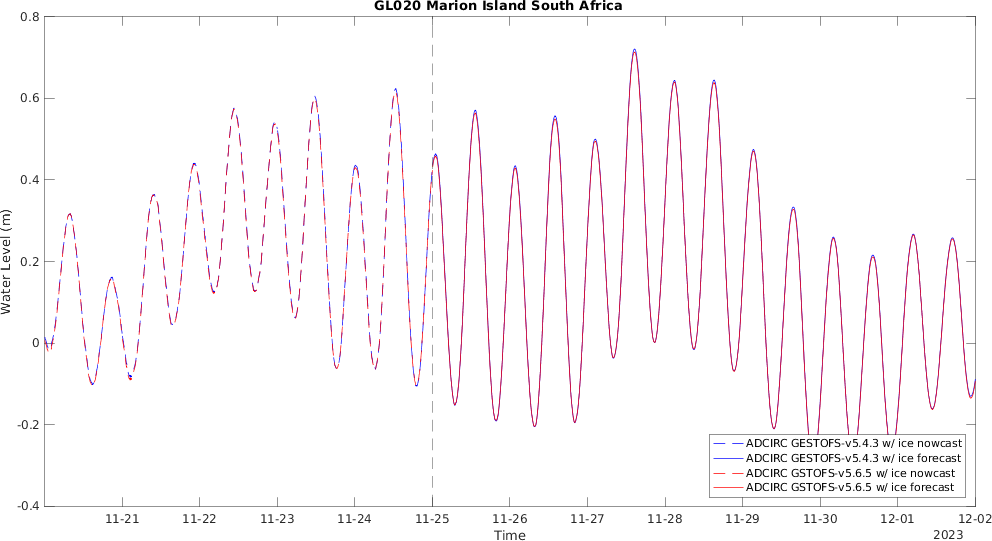 GL020 Marion Island South Africa
0.8
0.6
0.4
0.2
0
-0.2
-0.4
Water Level (m)
ADCIRC GESTOFS-v5.4.3 w/ ice nowcast
ADCIRC GESTOFS-v5.4.3 w/ ice forecast
ADCIRC GSTOFS-v5.6.5 w/ ice nowcast
ADCIRC GSTOFS-v5.6.5 w/ ice forecast
11-21 11-22 11-23 11-24 11-25 11-26 11-27 11-28 11-29 11-30 12-01 12-02
Time
2023